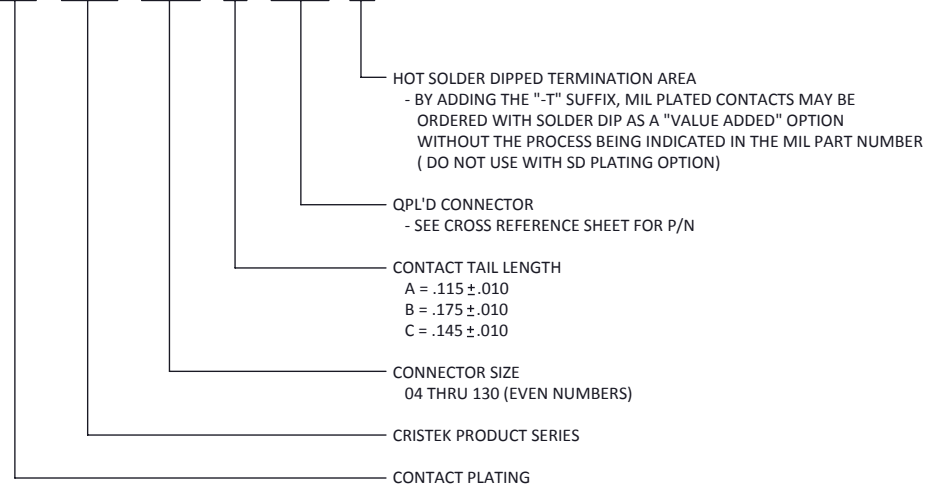 HOT SOLDER DIPPED TERMINATION AREA
- BY ADDING THE "-T" SUFFIX, MIL PLATED CONTACTS MAY BE
ORDERED WITH SOLDER DIP AS A "VALUE ADDED" OPTION
WITHOUT THE PROCESS BEING INDICATED IN THE MIL PART NUMBER
( DO NOT USE WITH SD PLATING OPTION)
QPL'D CONNECTOR
- SEE CROSS REFERENCE SHEET FOR P/N
CONTACT TAIL LENGTH
A = .115 ±.010
B = .175 ±.010
C = .145 ±.010
CONNECTOR SIZE
04 THRU 130 (EVEN NUMBERS)
CRISTEK PRODUCT SERIES
CONTACT PLATING